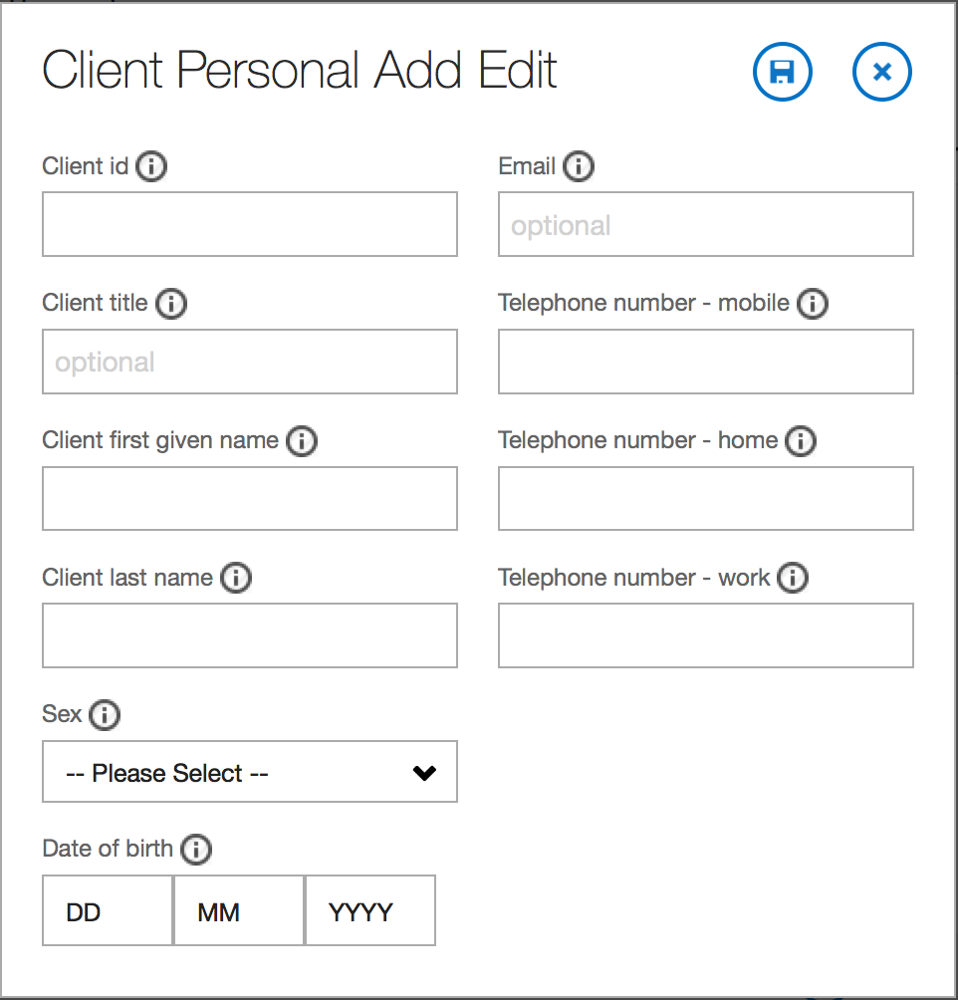 Client Personal Add Edit
Client id
Email
optional
Client title
Telephone number - mobile
optional
Client first given name
Telephone number - home
Client last name
Telephone number - work
Sex
-- Please Select --
Date of birth
DD MM YYYY